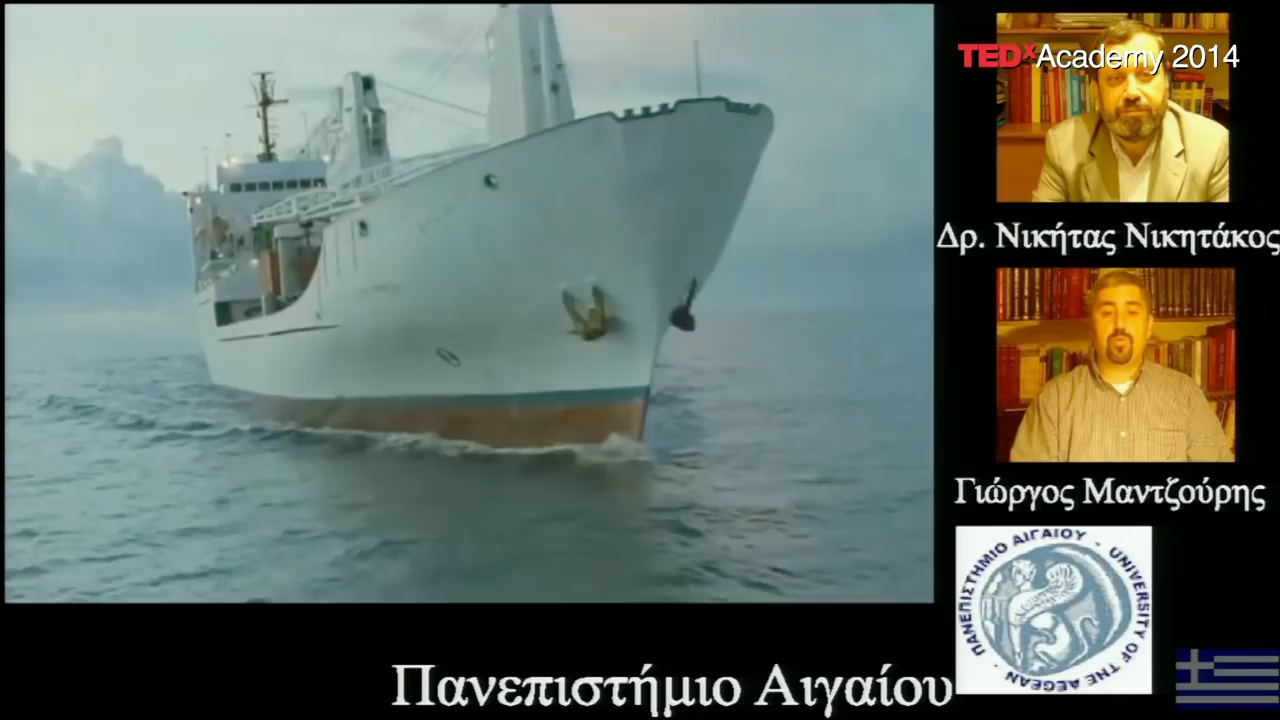 TEDxAcademy 2014
Δρ. Νικήτας Νικητάκος
Γιώργος Μαντζούρης
ΠΑΝΕΠΙΣΤΗΜΙΟ ΑΙΓΑΙΟΥ - UNIVERSITY OF THE AEGEAN -
Πανεπιστήμιο Αιγαίου